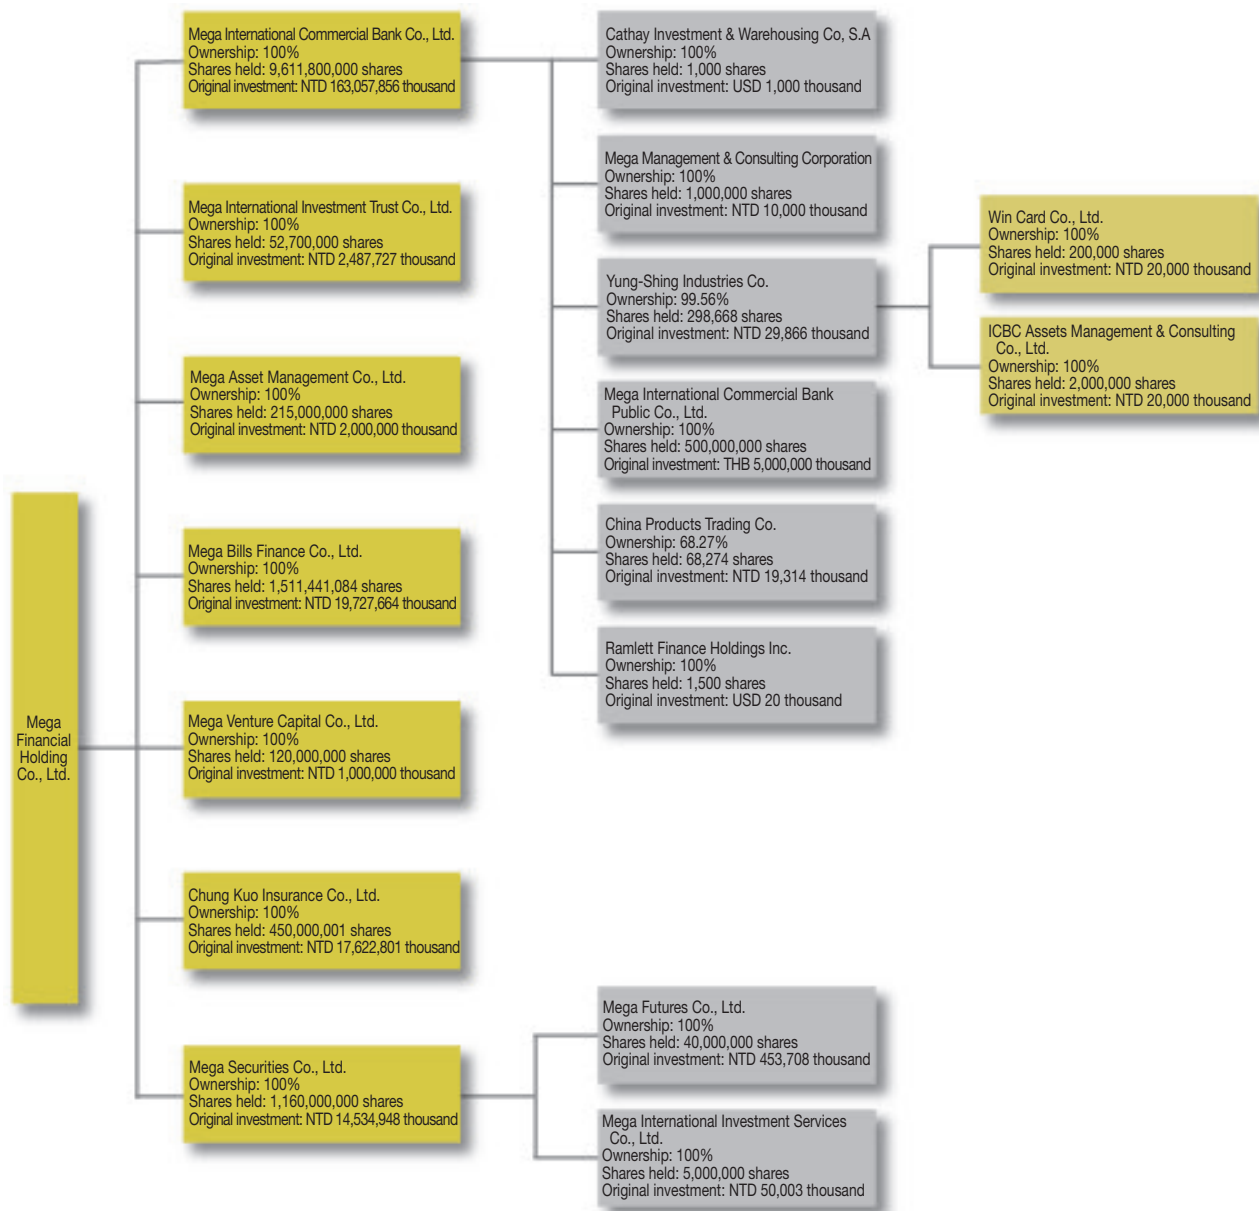 Mega
Financial
Holding
Co., Ltd.
Mega International Commercial Bank Co., Ltd.
Ownership: 100%
Shares held: 9,611,800,000 shares
Original investment: NTD 163,057,856 thousand
Mega International Investment Trust Co., Ltd.
Ownership: 100%
Shares held: 52,700,000 shares
Original investment: NTD 2,487,727 thousand
Mega Asset Management Co., Ltd.
Ownership: 100%
Shares held: 215,000,000 shares
Original investment: NTD 2,000,000 thousand
Mega Bills Finance Co., Ltd.
Ownership: 100%
Shares held: 1,511,441,084 shares
Original investment: NTD 19,727,664 thousand
Mega Venture Capital Co., Ltd.
Ownership: 100%
Shares held: 120,000,000 shares
Original investment: NTD 1,000,000 thousand
Chung Kuo Insurance Co., Ltd.
Ownership: 100%
Shares held: 450,000,001 shares
Original investment: NTD 17,622,801 thousand
Mega Securities Co., Ltd.
Ownership: 100%
Shares held: 1,160,000,000 shares
Original investment: NTD 14,534,948 thousand
Cathay Investment & Warehousing Co, S.A
Ownership: 100%
Shares held: 1,000 shares
Original investment: USD 1,000 thousand
Mega Management & Consulting Corporation
Ownership: 100%
Shares held: 1,000,000 shares
Original investment: NTD 10,000 thousand
Yung-Shing Industries Co.
Ownership: 99.56%
Shares held: 298,668 shares
Original investment: NTD 29,866 thousand
Mega International Commercial Bank
Public Co., Ltd.
Ownership: 100%
Shares held: 500,000,000 shares
Original investment: THB 5,000,000 thousand
China Products Trading Co.
Ownership: 68.27%
Shares held: 68,274 shares
Original investment: NTD 19,314 thousand
Ramlett Finance Holdings Inc.
Ownership: 100%
Shares held: 1,500 shares
Original investment: USD 20 thousand
Mega Futures Co., Ltd.
Ownership: 100%
Shares held: 40,000,000 shares
Original investment: NTD 453,708 thousand
Mega International Investment Services
Co., Ltd.
Ownership: 100%
Shares held: 5,000,000 shares
Original investment: NTD 50,003 thousand
Win Card Co., Ltd.
Ownership: 100%
Shares held: 200,000 shares
Original investment: NTD 20,000 thousand
ICBC Assets Management & Consulting
Co., Ltd.
Ownership: 100%
Shares held: 2,000,000 shares
Original investment: NTD 20,000 thousand